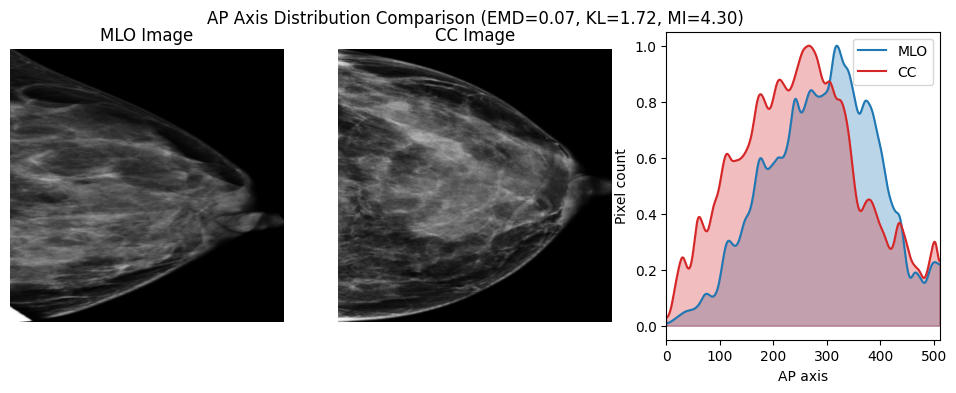 AP Axis Distribution Comparison (EMD=0.07, KL=1.72, MI=4.30)
MLO Image
CC Image
MLO
CC
Pixel count
1.0
0.8
0.6
0.4
0.2
0.0
0 100 200 300 400 500
AP axis